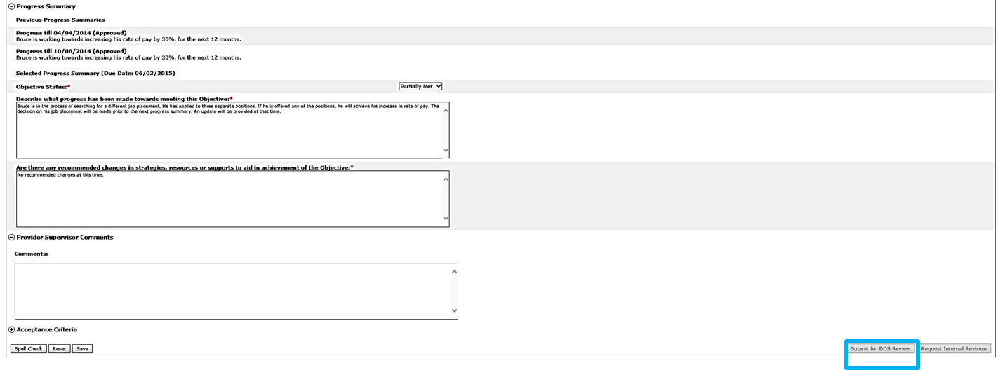 Progress Summary
Previous Progress Summaries
Progress till 04/04/2014 (Approved)
Bruce is working towards increasing his rate of pay by 30%, for the next 12 months.
Progress till 10/06/2014 (Approved)
Bruce is working towards increasing his rate of pay by 30%, for the next 12 months.
Selected Progress Summary (Due Date: 06/03/2015)
Objective Status:* Partially Met
Describe what progress has been made towards meeting this Objective:*
Bruce is in the process of searching for a different job placement. He has applied to three separate positions. If he is offered any of the positions, he will achieve his increase in rate of pay. The
decision on his job placement will be made prior to the next progress summary. An update will be provided at that time.
Are there any recommended changes in strategies, resources or supports to aid in achievement of the Objective:*
No recommended changes at this time.
Provider Supervisor Comments
Comments:
Acceptance Criteria
Spell Check Reset Save Submit for DDS Review Request Internal Revision